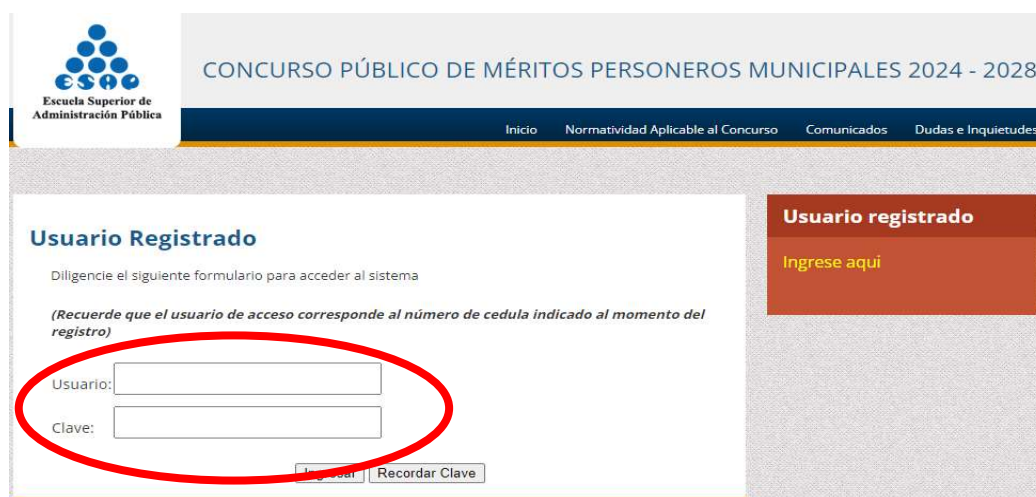 ESAP
Escuela Superior de
Administración Pública
CONCURSO PÚBLICO DE MÉRITOS PERSONEROS MUNICIPALES 2024 - 2028
Inicio Normatividad Aplicable al Concurso Comunicados Dudas e Inquietudes
Usuario Registrado
Diligencie el siguiente formulario para acceder al sistema
(Recuerde que el usuario de acceso corresponde al número de cedula indicado al momento del
registro)
Usuario:
Clave:
Ingresar Recordar Clave
Usuario registrado
Ingrese aqui